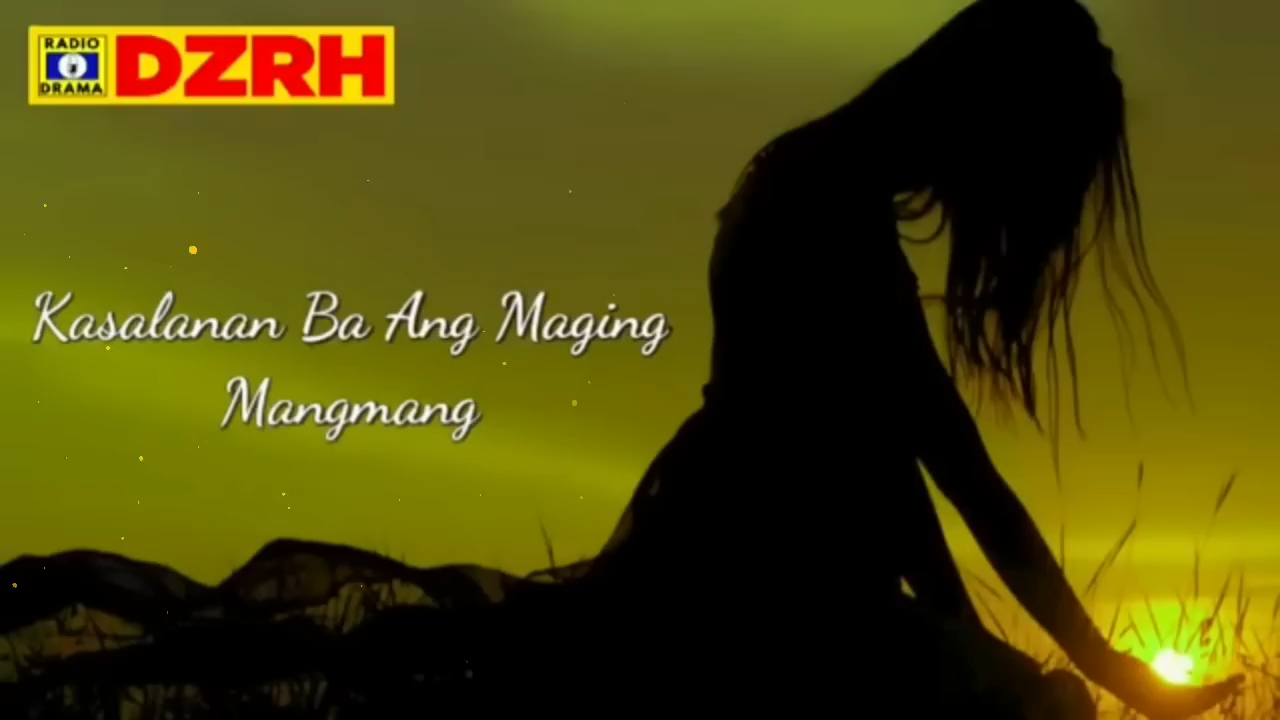 RADIO
DRAMA
DZRH
Kasalanan Ba Ang Maging
Mangmang